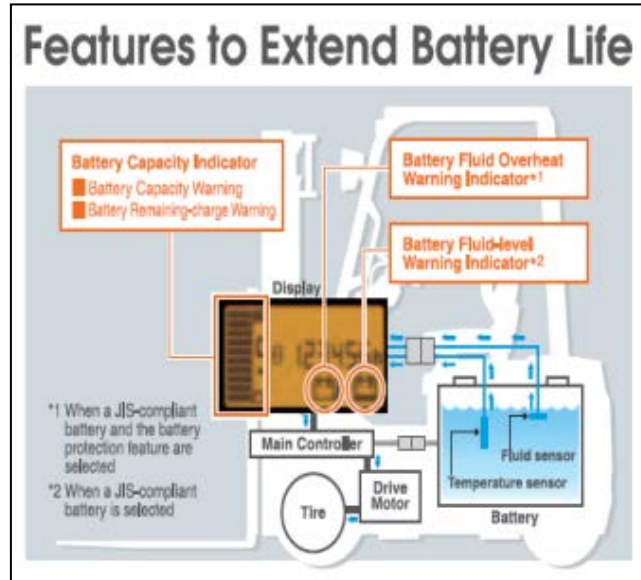 Features to Extend Battery Life
Battery Capacity Indicator
Battery Capacity Warning
Battery Remaining-charge Warning
Battery Fluid Overheat
Warning Indicator*1
Battery Fluid-level
Warning Indicator*2
Display
*1 When a JIS-compliant
battery and the battery
protection feature are
selected
*2 When a JIS-compliant
battery is selected
Main Controller
Drive
Motor
Tire
Fluid sensor
Temperature sensor
Battery